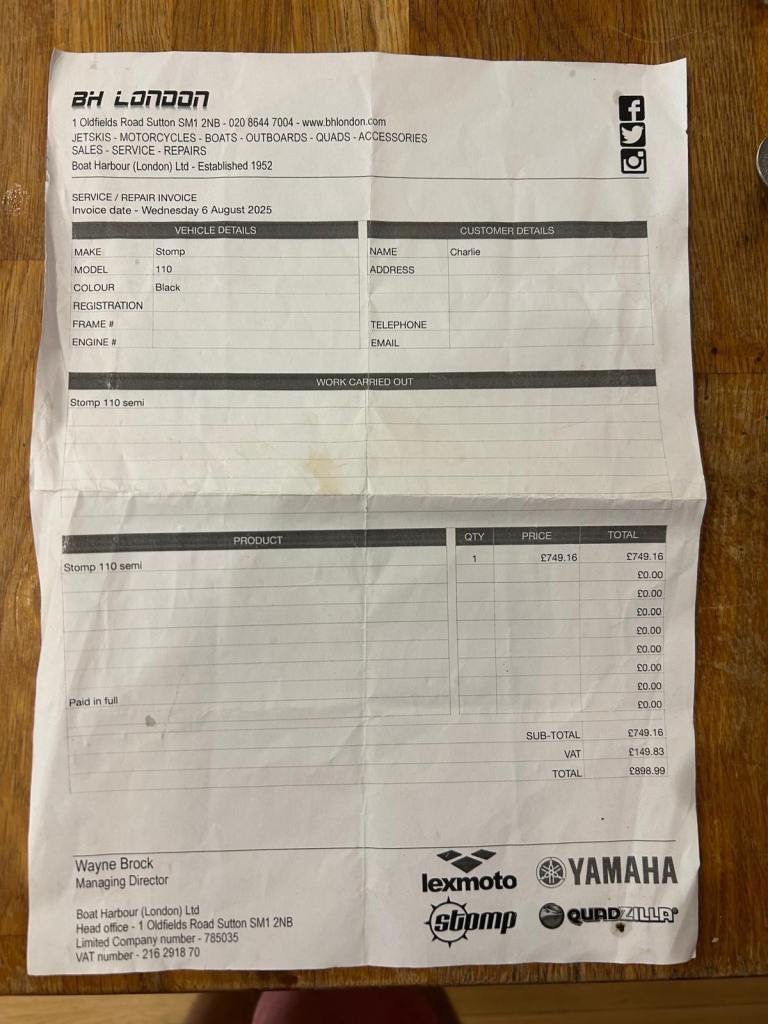 BH LONDON
1 Oldfields Road Sutton SM1 2NB - 020 8644 7004 - www.bhlondon.com
JETSKIS - MOTORCYCLES - BOATS - OUTBOARDS - QUADS - ACCESSORIES
SALES - SERVICE - REPAIRS
Boat Harbour (London) Ltd - Established 1952
SERVICE / REPAIR INVOICE
Invoice date - Wednesday 6 August 2025
VEHICLE DETAILS
MAKE Stomp
MODEL 110
COLOUR Black
REGISTRATION
FRAME #
ENGINE #
CUSTOMER DETAILS
NAME Charlie
ADDRESS
TELEPHONE
EMAIL
WORK CARRIED OUT
Stomp 110 semi
PRODUCT QTY PRICE TOTAL
Stomp 110 semi 1 £749.16 £749.16
£0.00
£0.00
£0.00
£0.00
£0.00
£0.00
£0.00
Paid in full £0.00
SUB-TOTAL £749.16
VAT £149.83
TOTAL £898.99
Wayne Brock
Managing Director
Boat Harbour (London) Ltd
Head office - 1 Oldfields Road Sutton SM1 2NB
Limited Company number - 785035
VAT number - 216 2918 70
lexmoto YAMAHA
stomp QUADZILLA